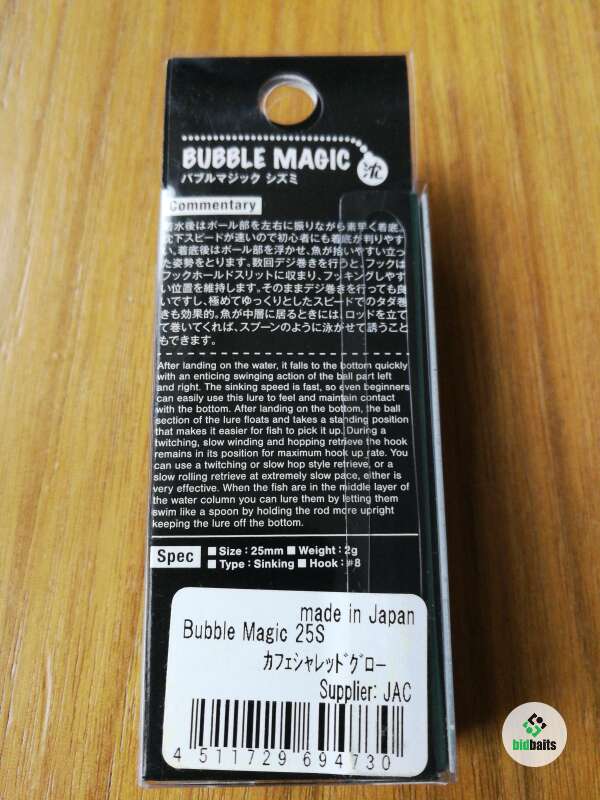 BUBBLE MAGIC 沈
バブルマジック シズミ
Commentary
着水後はボール部を左右に振りながら素早く着底。
沈下スピードが速いので初心者にも着底が判りやす
い。着底後はボール部を浮かせ、魚が拾いやすい立っ
た姿勢をとります。数回デジ巻きを行うと、フックは
フックホールドスリットに収まり、フッキングしやす
い位置を維持します。そのままデジ巻きを行っても良
いですし、極めてゆっくりとしたスピードでのタダ巻
きも効果的。魚が中層に居るときには、ロッドを立て
て巻いてくれば、スプーンのように泳がせて誘うこと
もできます。
After landing on the water, it falls to the bottom quickly
with an enticing swinging action of the ball part left
and right. The sinking speed is fast, so even beginners
can easily use this lure to feel and maintain contact
with the bottom. After landing on the bottom, the ball
section of the lure floats and takes a standing position
that makes it easier for fish to pick it up. During a
twitching, slow winding and hopping retrieve the hook
remains in its position for maximum hook up rate. You
can use a twitching or slow hop style retrieve, or a
slow rolling retrieve at extremely slow pace, either is
very effective. When the fish are in the middle layer of
the water column you can lure them by letting them
swim like a spoon by holding the rod more upright
keeping the lure off the bottom.
Spec ■Size：25mm ■Weight：2g
■Type：Sinking ■Hook：#8
made in Japan
Bubble Magic 25S
ｶﾌｪｼｬﾚｯﾄﾞｸﾞﾛｰ
Supplier: JAC
4 511729 694730
bidbaits